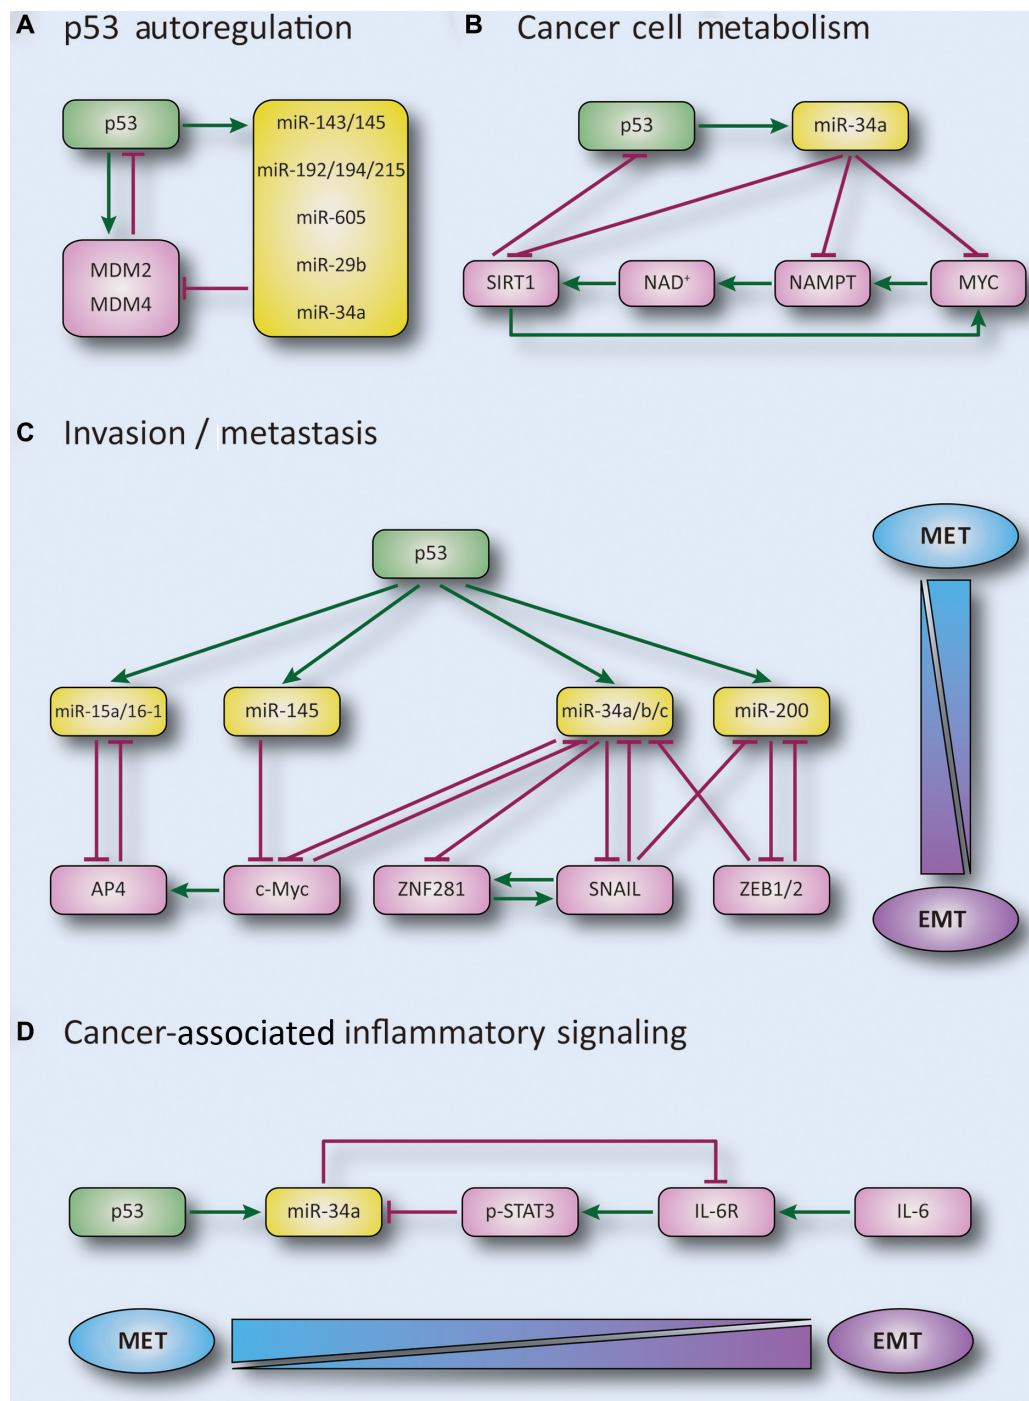 A p53 autoregulation
p53
miR-143/145
miR-192/194/215
miR-605
miR-29b
miR-34a
MDM2
MDM4
B Cancer cell metabolism
p53
miR-34a
SIRT1
NAD⁺
NAMPT
MYC
C Invasion / metastasis
p53
miR-15a/16-1
miR-145
miR-34a/b/c
miR-200
AP4
c-Myc
ZNF281
SNAIL
ZEB1/2
MET
EMT
D Cancer-associated inflammatory signaling
p53
miR-34a
p-STAT3
IL-6R
IL-6
MET
EMT